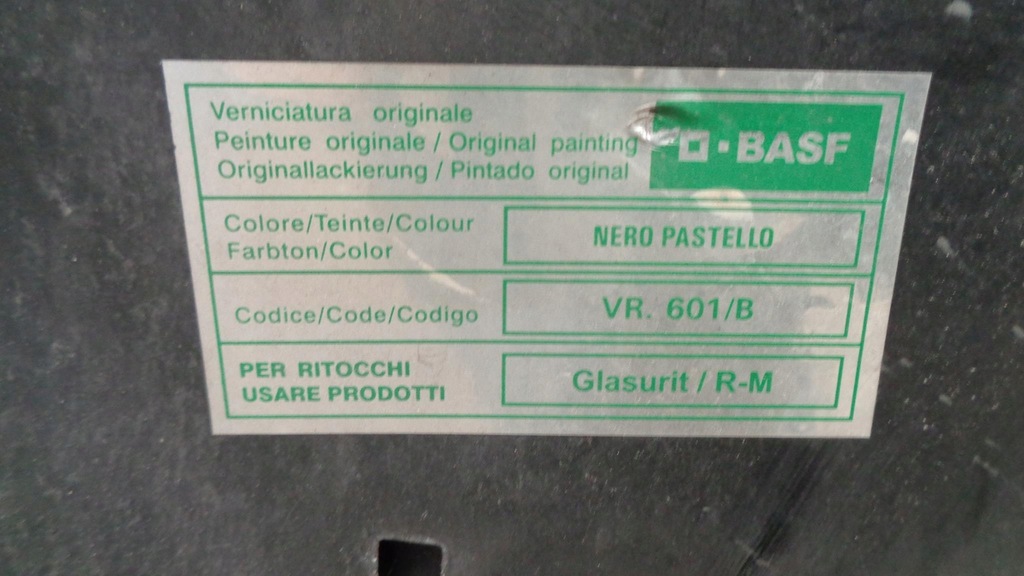 Verniciatura originale
Peinture originale / Original painting
Originallackierung / Pintado original
BASF
Colore/Teinte/Colour
Farbton/Color
NERO PASTELLO
Codice/Code/Codigo
VR. 601/B
PER RITOCCHI
USARE PRODOTTI
Glasurit / R-M